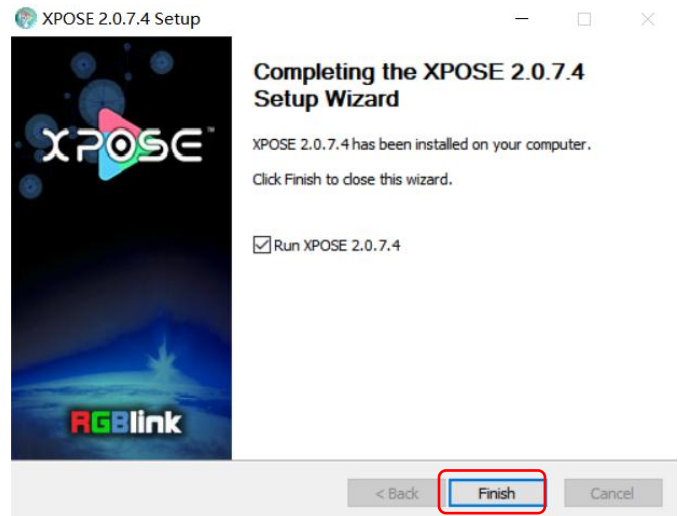 XPOSE 2.0.7.4 Setup
XPOSE™
RGBlink
Completing the XPOSE 2.0.7.4
Setup Wizard
XPOSE 2.0.7.4 has been installed on your computer.
Click Finish to close this wizard.
Run XPOSE 2.0.7.4
< Back
Finish
Cancel